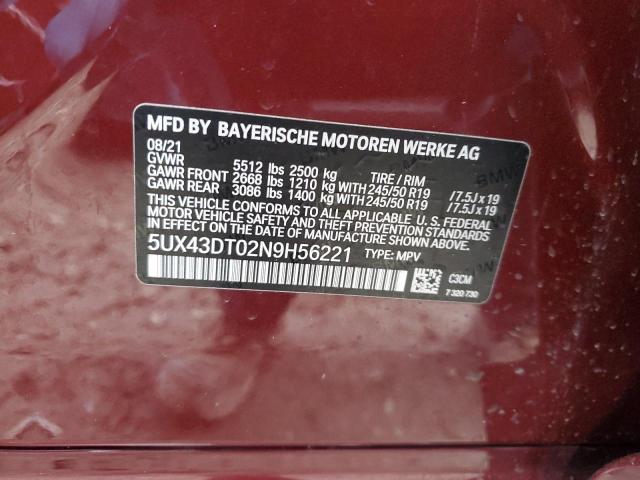 MFD BY BAYERISCHE MOTOREN WERKE AG
08/21
GVWR 5512 lbs 2500 kg TIRE / RIM
GAWR FRONT 2668 lbs 1210 kg WITH 245/50 R19 /7.5J x 19
GAWR REAR 3086 lbs 1400 kg WITH 245/50 R19 /7.5J x 19
THIS VEHICLE CONFORMS TO ALL APPLICABLE U. S. FEDERAL
MOTOR VEHICLE SAFETY AND THEFT PREVENTION STANDARDS
IN EFFECT ON THE DATE OF MANUFACTURE SHOWN ABOVE.
5UX43DT02N9H56221 TYPE: MPV
C3CM
7 320 730